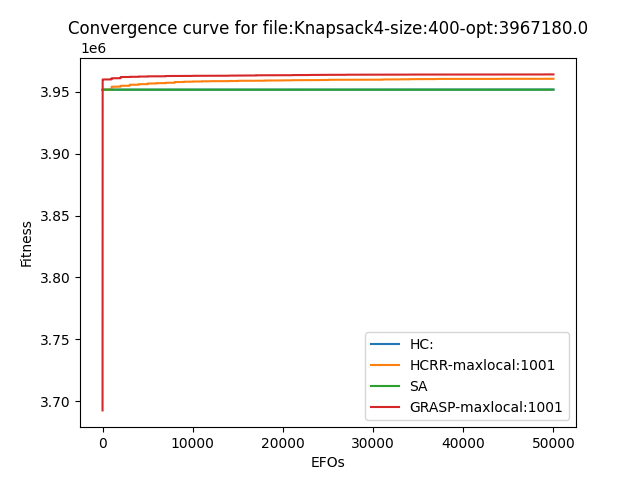 Convergence curve for file:Knapsack4-size:400-opt:3967180.0
1e6
3.95
3.90
3.85
3.80
3.75
3.70
Fitness
HC:
HCRR-maxlocal:1001
SA
GRASP-maxlocal:1001
0 10000 20000 30000 40000 50000
EFOs